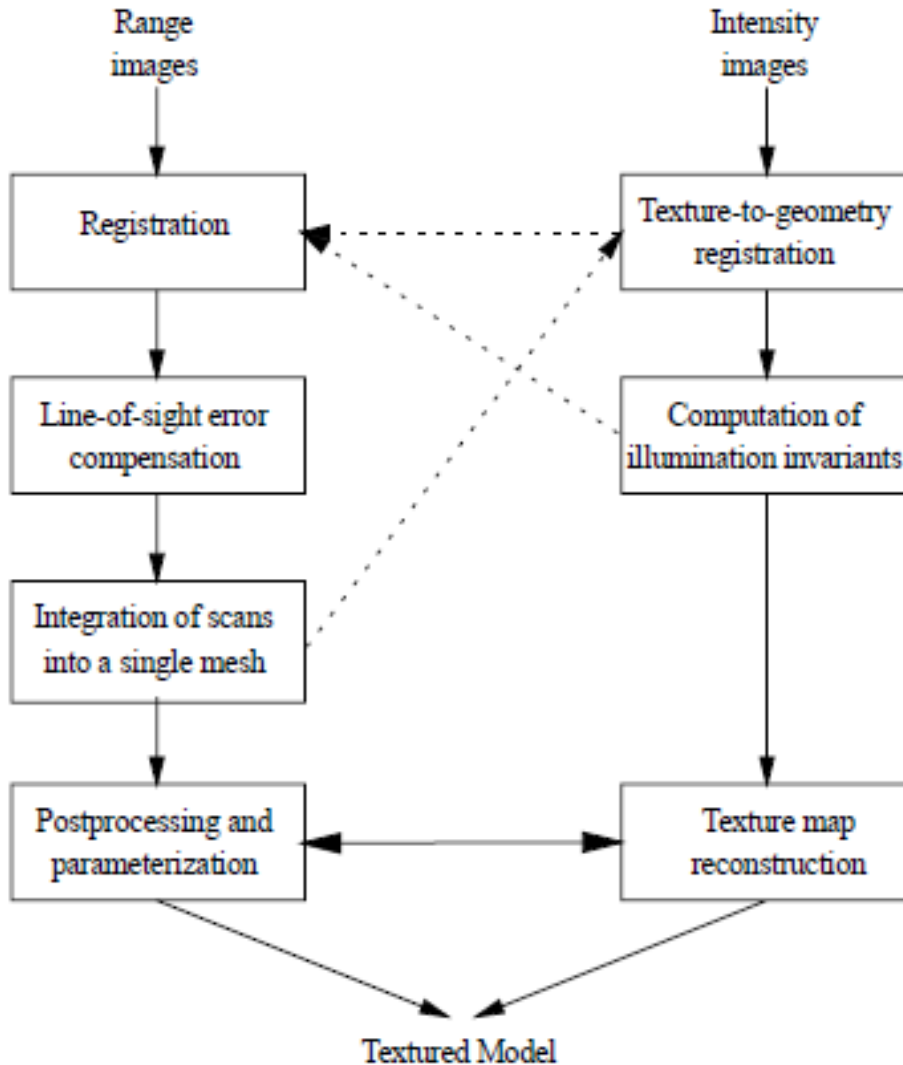 Range
images
Intensity
images
Registration
Texture-to-geometry
registration
Line-of-sight error
compensation
Computation of
illumination invariants
Integration of scans
into a single mesh
Postprocessing and
parameterization
Texture map
reconstruction
Textured Model